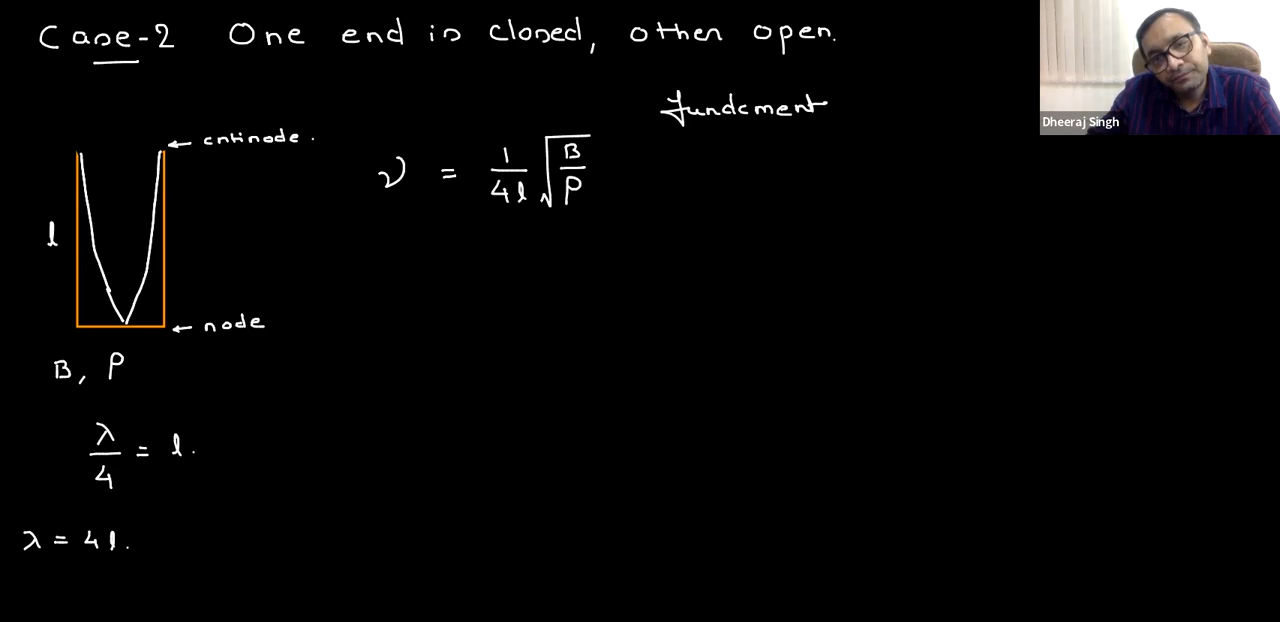 Case-2 One end is closed, other open.
fundament
antinode.
ν = 1/4l √B/ρ
l
node
B, ρ
λ/4 = l.
λ = 4l.
Dheeraj Singh